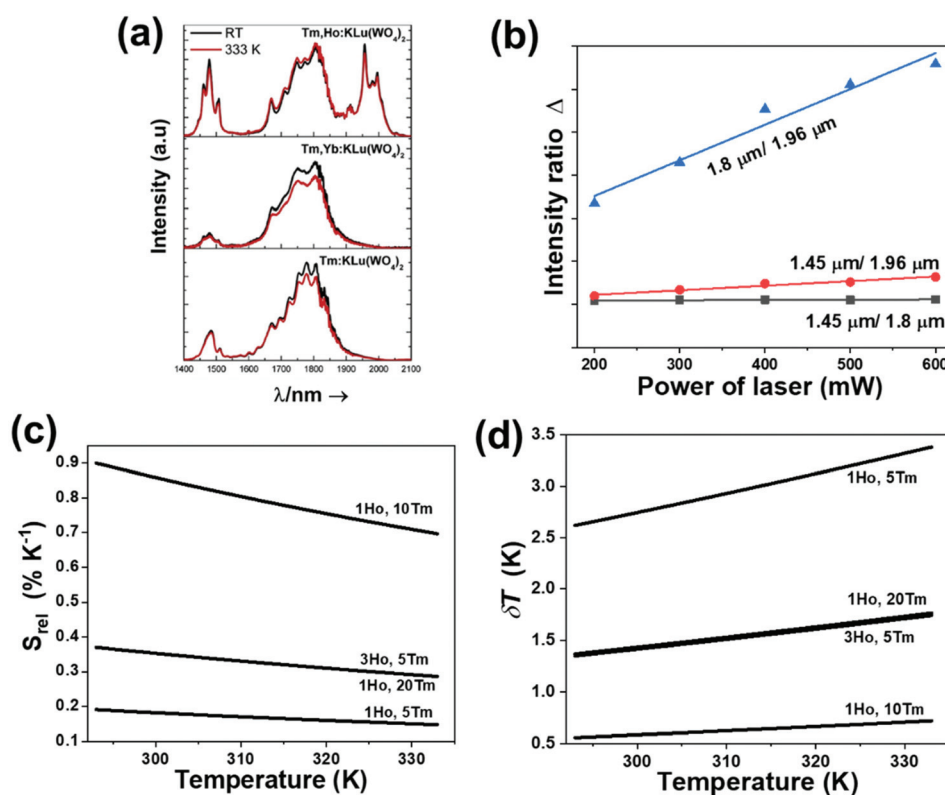 (a)
RT
333 K
Tm,Ho:KLu(WO4)2
Tm,Yb:KLu(WO4)2
Tm:KLu(WO4)2
Intensity (a.u)
1400 1500 1600 1700 1800 1900 2000 2100
λ/nm →
(b)
Intensity ratio Δ
1.8 µm/ 1.96 µm
1.45 µm/ 1.96 µm
1.45 µm/ 1.8 µm
200 300 400 500 600
Power of laser (mW)
(c)
0.9
0.8
0.7
0.6
0.5
0.4
0.3
0.2
0.1
Srel (% K-1)
1Ho, 10Tm
3Ho, 5Tm
1Ho, 20Tm
1Ho, 5Tm
300 310 320 330
Temperature (K)
(d)
3.5
3.0
2.5
2.0
1.5
1.0
0.5
δT (K)
1Ho, 5Tm
1Ho, 20Tm
3Ho, 5Tm
1Ho, 10Tm
300 310 320 330
Temperature (K)